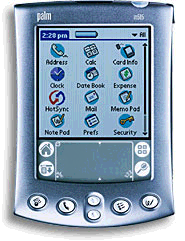 palm m515
2:28 pm All
Address Calc Card Info
Clock Date Book Expense
HotSync Mail Memo Pad
Note Pad Prefs Security